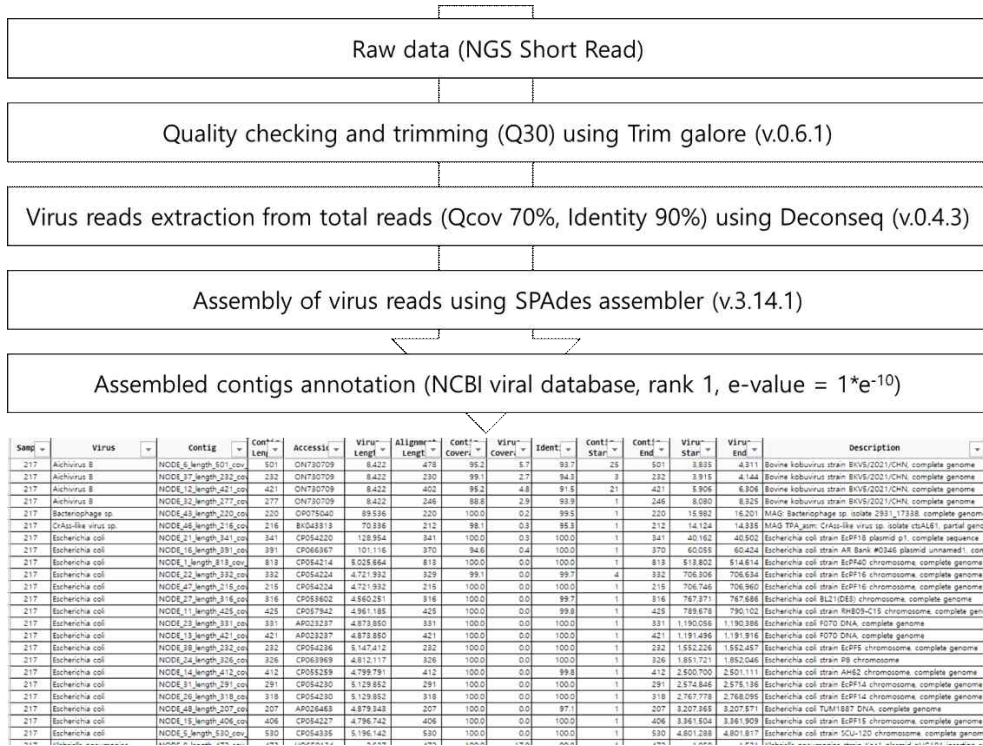 Raw data (NGS Short Read)
Quality checking and trimming (Q30) using Trim galore (v.0.6.1)
Virus reads extraction from total reads (Qcov 70%, Identity 90%) using Deconseq (v.0.4.3)
Assembly of virus reads using SPAdes assembler (v.3.14.1)
Assembled contigs annotation (NCBI viral database, rank 1, e-value = 1*e-10)
Samp Virus Contig Accessi Identi Description
217 Aichivirus B NODE_6_length_501_cov_ 501 ON730709 8,422 478 95.2 5.7 93.7 25 501 3,835 4,311 Bovine kobuvirus strain BKV5/2021/CHN, complete genome
217 Aichivirus B NODE_37_length_232_cov 232 ON730709 8,422 230 99.1 2.7 94.3 3 232 3,915 4,144 Bovine kobuvirus strain BKV5/2021/CHN, complete genome
217 Aichivirus B NODE_12_length_421_cov 421 ON730709 8,422 402 95.2 4.8 91.5 21 421 5,906 6,306 Bovine kobuvirus strain BKV5/2021/CHN, complete genome
217 Aichivirus B NODE_32_length_277_cov 277 ON730709 8,422 246 88.8 2.9 93.9 1 246 8,080 8,325 Bovine kobuvirus strain BKV5/2021/CHN, complete genome
217 Bacteriophage sp. NODE_43_length_220_cov 220 OP075040 89,536 220 100.0 0.2 99.5 1 220 15,982 16,201 MAG: Bacteriophage sp. isolate 2931_17338, complete genom
217 CrAss-like virus sp. NODE_46_length_216_cov 216 BK043313 70,336 212 98.1 0.3 95.3 1 212 14,124 14,335 MAG TPA_asm: CrAss-like virus sp. isolate ctsAL61, partial geno
217 Escherichia coli NODE_21_length_341_cov 341 CP054220 128,954 341 100.0 0.3 100.0 1 341 40,162 40,502 Escherichia coli strain EcPF18 plasmid p1, complete sequence
217 Escherichia coli NODE_16_length_391_cov 391 CP066367 101,116 370 94.6 0.4 100.0 1 370 60,055 60,424 Escherichia coli strain AR Bank #0346 plasmid unnamed1, con
217 Escherichia coli NODE_1_length_813_cov_ 813 CP054214 5,025,664 813 100.0 0.0 100.0 1 813 513,802 514,614 Escherichia coli strain EcPF40 chromosome, complete genome
217 Escherichia coli NODE_22_length_332_cov 332 CP054224 4,721,932 329 99.1 0.0 99.7 4 332 706,306 706,634 Escherichia coli strain EcPF16 chromosome, complete genome
217 Escherichia coli NODE_47_length_215_cov 215 CP054224 4,721,932 215 100.0 0.0 100.0 1 215 706,746 706,960 Escherichia coli strain EcPF16 chromosome, complete genome
217 Escherichia coli NODE_27_length_316_cov 316 CP053602 4,560,251 316 100.0 0.0 99.7 1 316 767,371 767,686 Escherichia coli BL21(DE3) chromosome, complete genome
217 Escherichia coli NODE_11_length_425_cov 425 CP057942 4,961,185 425 100.0 0.0 99.8 1 425 789,678 790,102 Escherichia coli strain RHB09-C15 chromosome, complete gen
217 Escherichia coli NODE_23_length_331_cov 331 AP023237 4,873,850 331 100.0 0.0 100.0 1 331 1,190,056 1,190,386 Escherichia coli F070 DNA, complete genome
217 Escherichia coli NODE_13_length_421_cov 421 AP023237 4,873,850 421 100.0 0.0 100.0 1 421 1,191,496 1,191,916 Escherichia coli F070 DNA, complete genome
217 Escherichia coli NODE_38_length_232_cov 232 CP054236 5,147,412 232 100.0 0.0 100.0 1 232 1,552,226 1,552,457 Escherichia coli strain EcPF5 chromosome, complete genome
217 Escherichia coli NODE_24_length_326_cov 326 CP063969 4,812,117 326 100.0 0.0 100.0 1 326 1,851,721 1,852,046 Escherichia coli strain P8 chromosome
217 Escherichia coli NODE_14_length_412_cov 412 CP055259 4,799,791 412 100.0 0.0 99.8 1 412 2,500,700 2,501,111 Escherichia coli strain AH62 chromosome, complete genome
217 Escherichia coli NODE_31_length_291_cov 291 CP054230 5,129,852 291 100.0 0.0 100.0 1 291 2,574,846 2,575,136 Escherichia coli strain EcPF14 chromosome, complete genome
217 Escherichia coli NODE_26_length_318_cov 318 CP054230 5,129,852 318 100.0 0.0 100.0 1 318 2,767,778 2,768,095 Escherichia coli strain EcPF14 chromosome, complete genome
217 Escherichia coli NODE_48_length_207_cov 207 AP026463 4,879,343 207 100.0 0.0 97.1 1 207 3,207,365 3,207,571 Escherichia coli TUM1887 DNA, complete genome
217 Escherichia coli NODE_15_length_406_cov 406 CP054227 4,796,742 406 100.0 0.0 100.0 1 406 3,361,504 3,361,909 Escherichia coli strain EcPF15 chromosome, complete genome
217 Escherichia coli NODE_5_length_530_cov_ 530 CP054335 5,196,142 530 100.0 0.0 100.0 1 530 4,801,288 4,801,817 Escherichia coli strain SCU-120 chromosome, complete genom